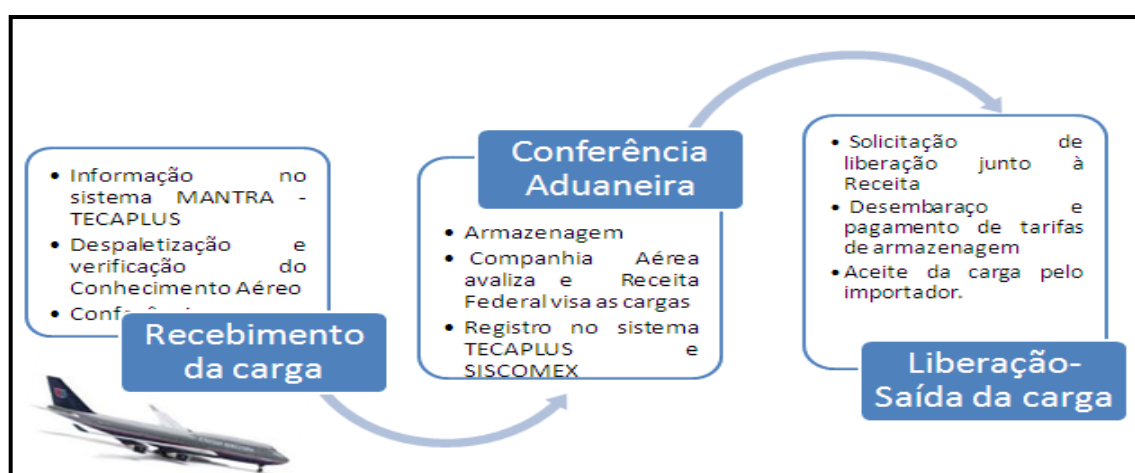 • Informação no
sistema MANTRA -
TECAPLUS
• Despaletização e
verificação do
Conhecimento Aéreo
•
Recebimento
da carga
Conferência
Aduaneira
• Armazenagem
• Companhia Aérea
avaliza e Receita
Federal visa as cargas
• Registro no sistema
TECAPLUS e
SISCOMEX
• Solicitação de
liberação junto à
Receita
• Desembaraço e
pagamento de tarifas
de armazenagem
• Aceite da carga pelo
importador.
Liberação-
Saída da carga